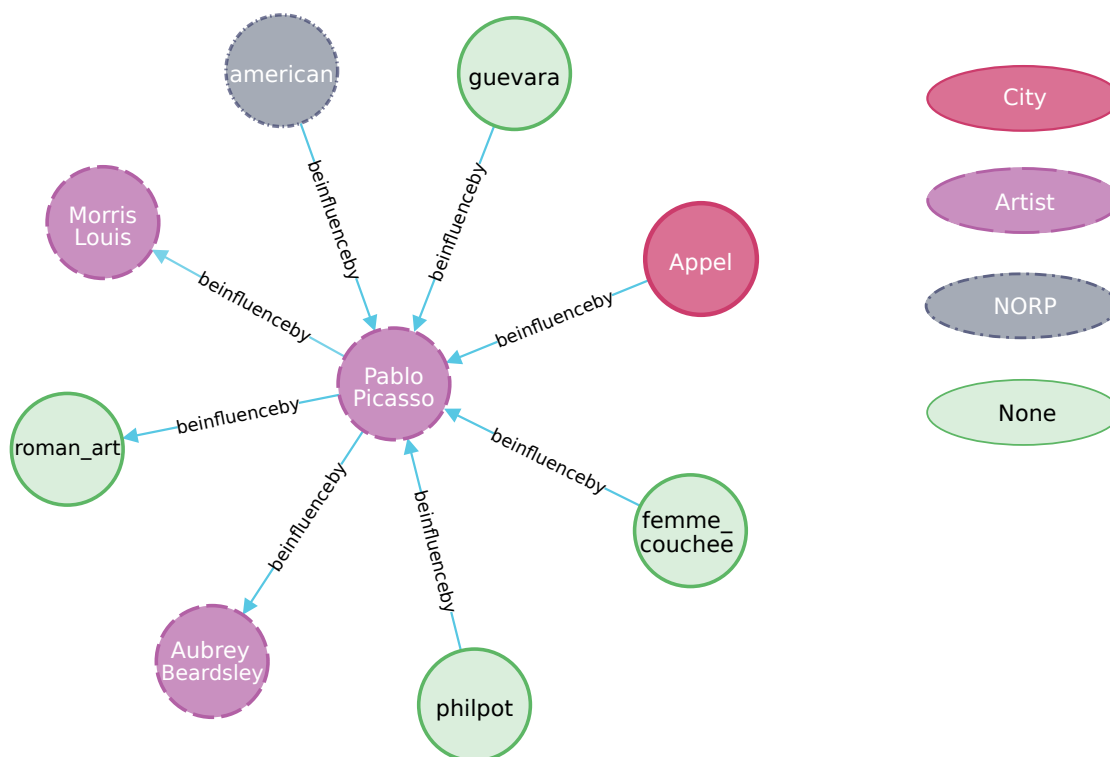 american
guevara
City
beinfluenceby
beinfluenceby
Morris
Louis
Artist
Appel
beinfluenceby
beinfluenceby
NORP
Pablo
Picasso
beinfluenceby
None
roman_art
beinfluenceby
beinfluenceby
beinfluenceby
femme_
couchee
Aubrey
Beardsley
philpot